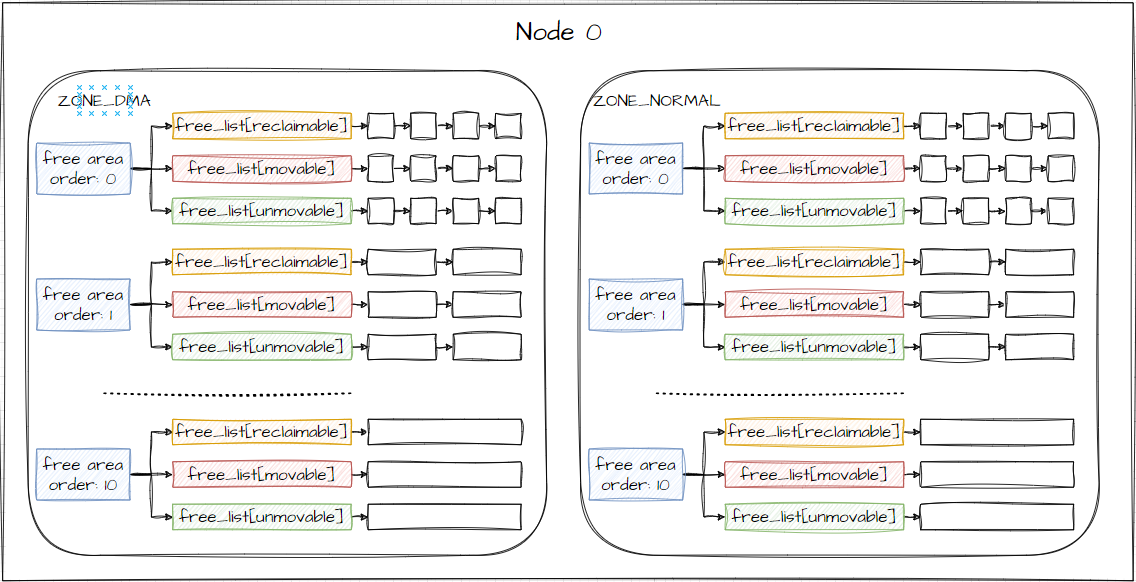 Node 0
ZONE_DMA
free area
order: 0
free_list[reclaimable]
free_list[movable]
free_list[unmovable]
free area
order: 1
free_list[reclaimable]
free_list[movable]
free_list[unmovable]
free area
order: 10
free_list[reclaimable]
free_list[movable]
free_list[unmovable]
ZONE_NORMAL
free area
order: 0
free_list[reclaimable]
free_list[movable]
free_list[unmovable]
free area
order: 1
free_list[reclaimable]
free_list[movable]
free_list[unmovable]
free area
order: 10
free_list[reclaimable]
free_list[movable]
free_list[unmovable]